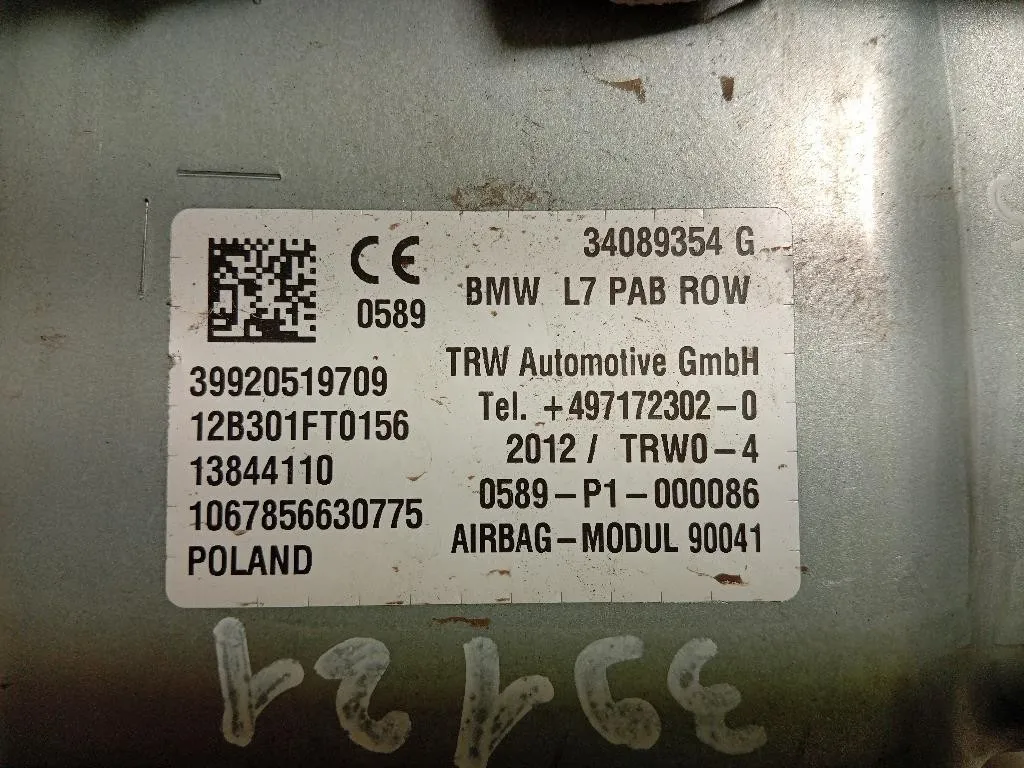 CE
0589
34089354 G
BMW L7 PAB ROW
39920519709
12B301FT0156
13844110
1067856630775
POLAND
TRW Automotive GmbH
Tel. +497172302-0
2012 / TRW0-4
0589-P1-000086
AIRBAG-MODUL 90041